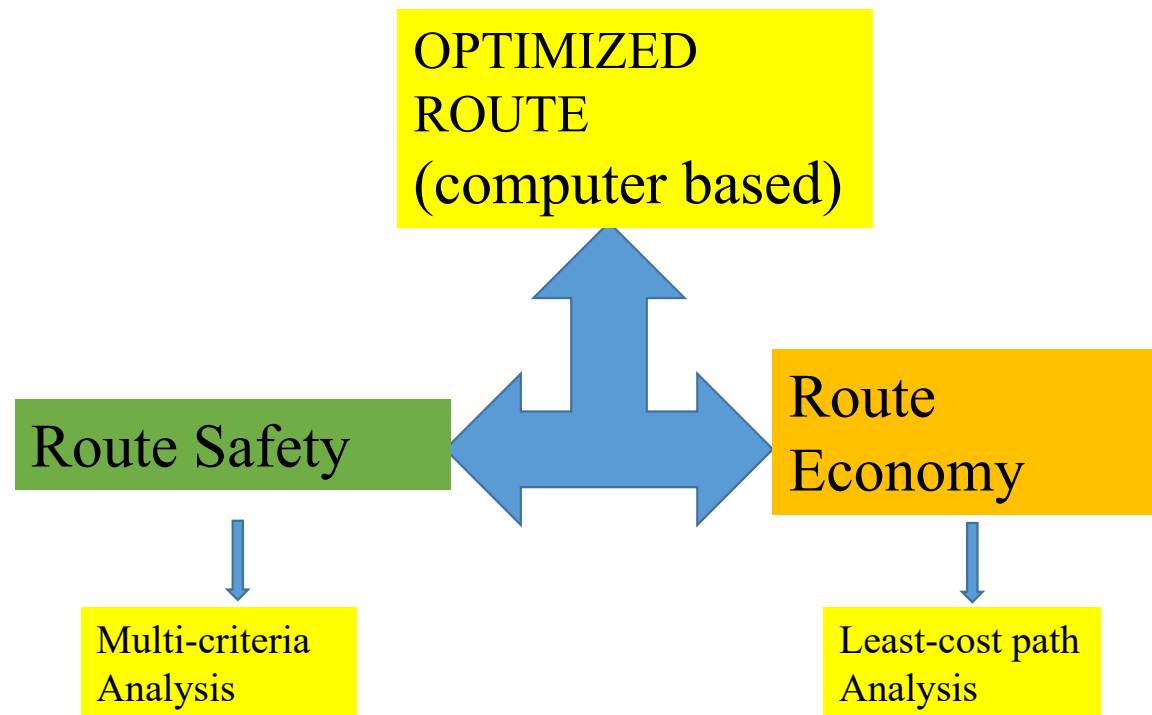 OPTIMIZED
ROUTE
(computer based)
Route Safety
Route
Economy
Multi-criteria
Analysis
Least-cost path
Analysis